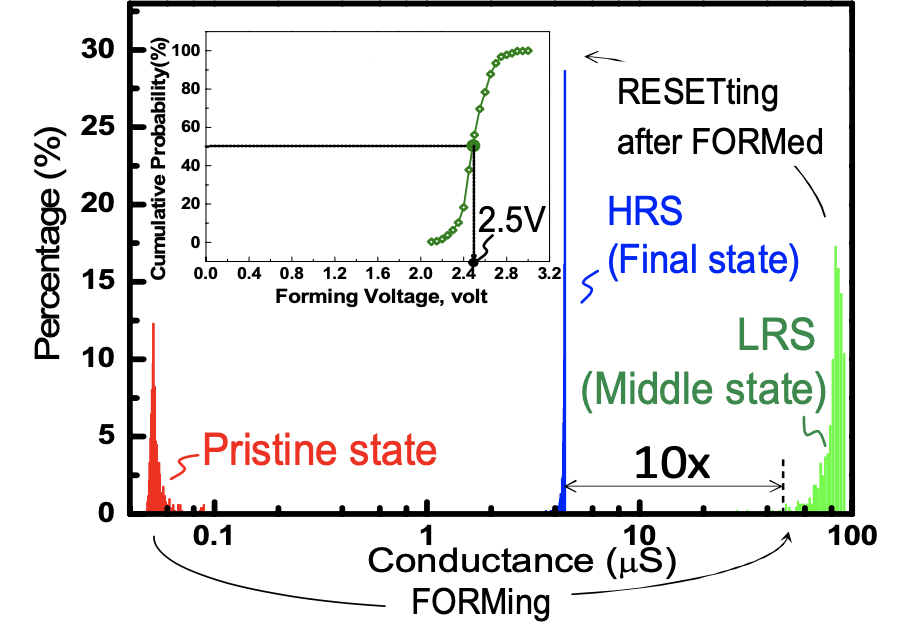 30
25
20
15
10
5
0
Percentage (%)
100
80
60
40
20
0
Cumulative Probability(%)
0.0 0.4 0.8 1.2 1.6 2.0 2.4 2.8 3.2
Forming Voltage, volt
2.5V
RESETting
after FORMed
HRS
(Final state)
LRS
(Middle state)
Pristine state
10x
0.1 1 10 100
Conductance (μS)
FORMing